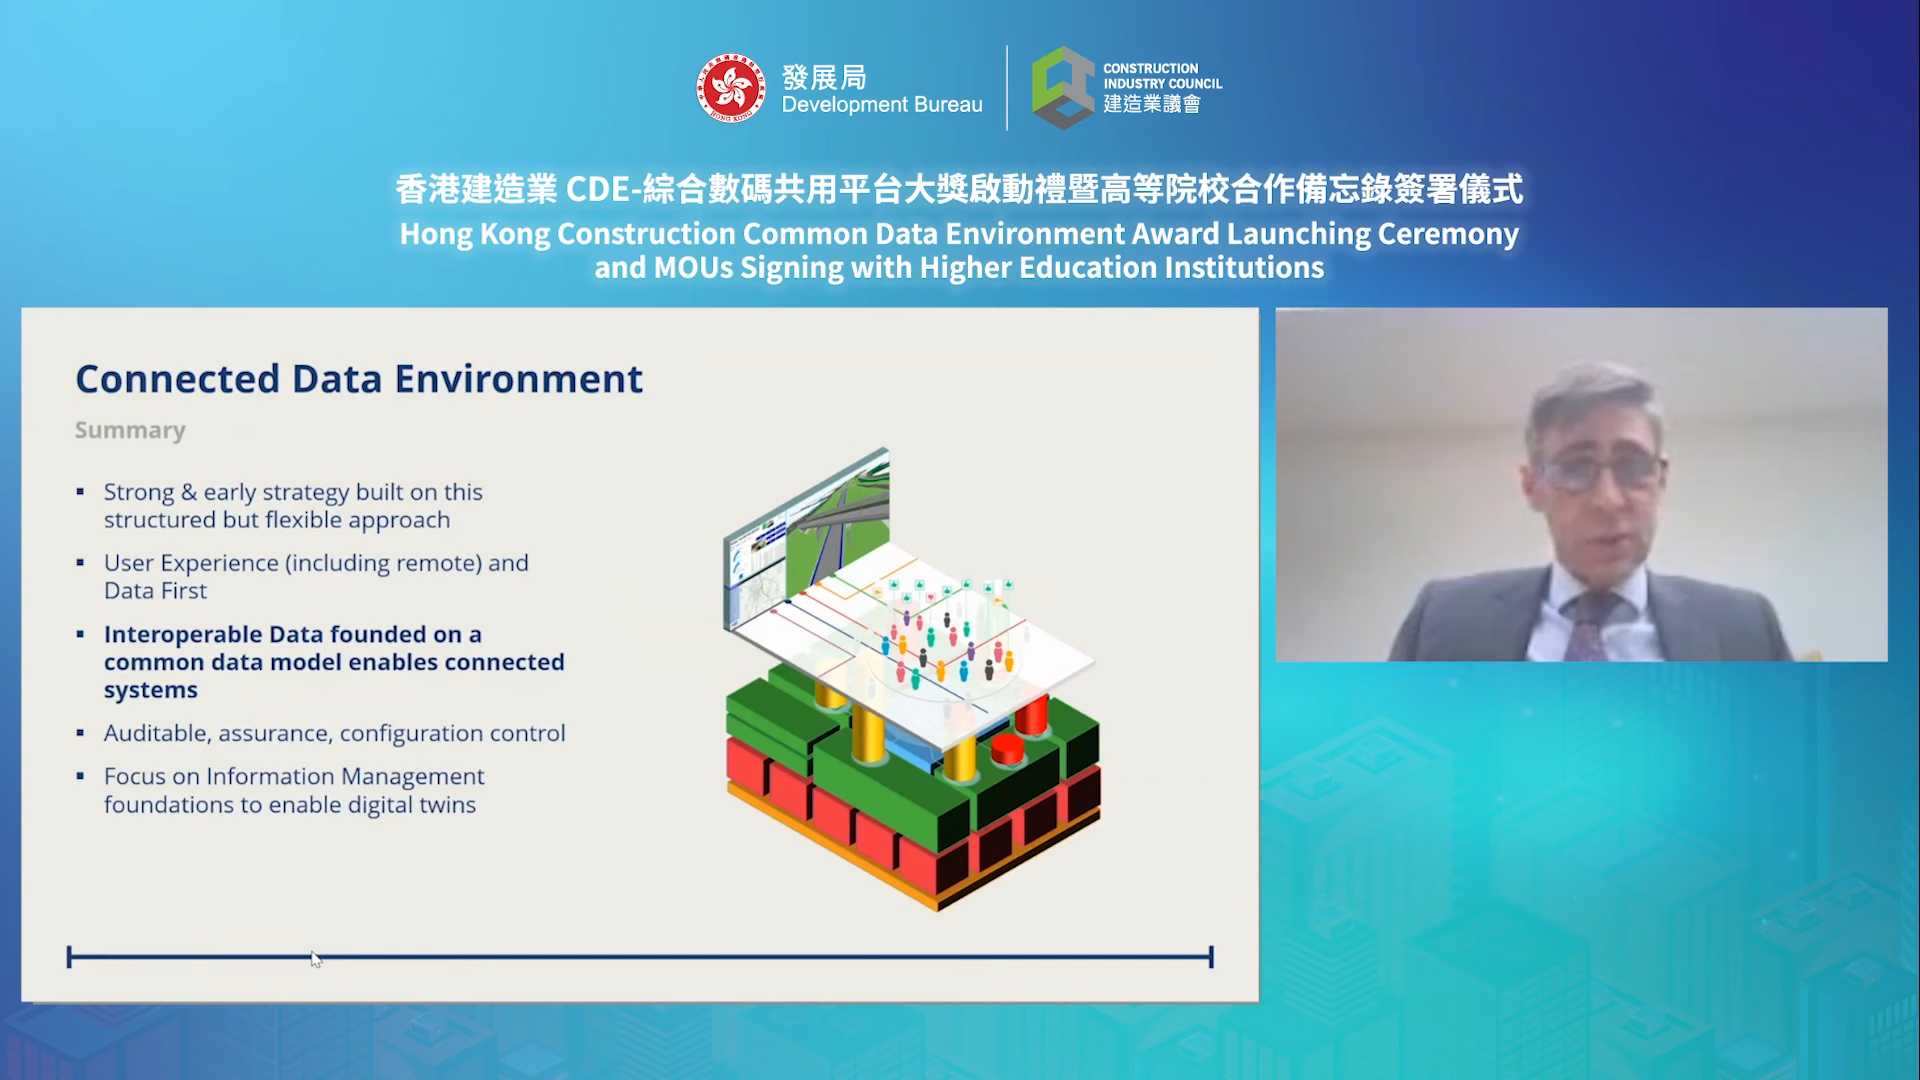 發展局
Development Bureau
CONSTRUCTION
INDUSTRY COUNCIL
建造業議會
香港建造業 CDE-綜合數碼共用平台大獎啟動禮暨高等院校合作備忘錄簽署儀式
Hong Kong Construction Common Data Environment Award Launching Ceremony
and MOUs Signing with Higher Education Institutions
Connected Data Environment
Summary
▪ Strong & early strategy built on this
structured but flexible approach
▪ User Experience (including remote) and
Data First
▪ Interoperable Data founded on a
common data model enables connected
systems
▪ Auditable, assurance, configuration control
▪ Focus on Information Management
foundations to enable digital twins